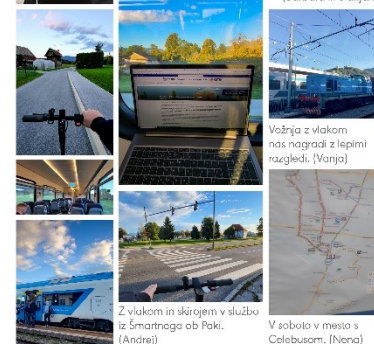 Vožnja z vlakom
nas nagradi z lepimi
razgledi. (Vanja)
Z vlakom in skirojem v službo
iz Šmartnega ob Paki.
(Andrej)
V soboto v mesto s
Celebusom. (Nena)